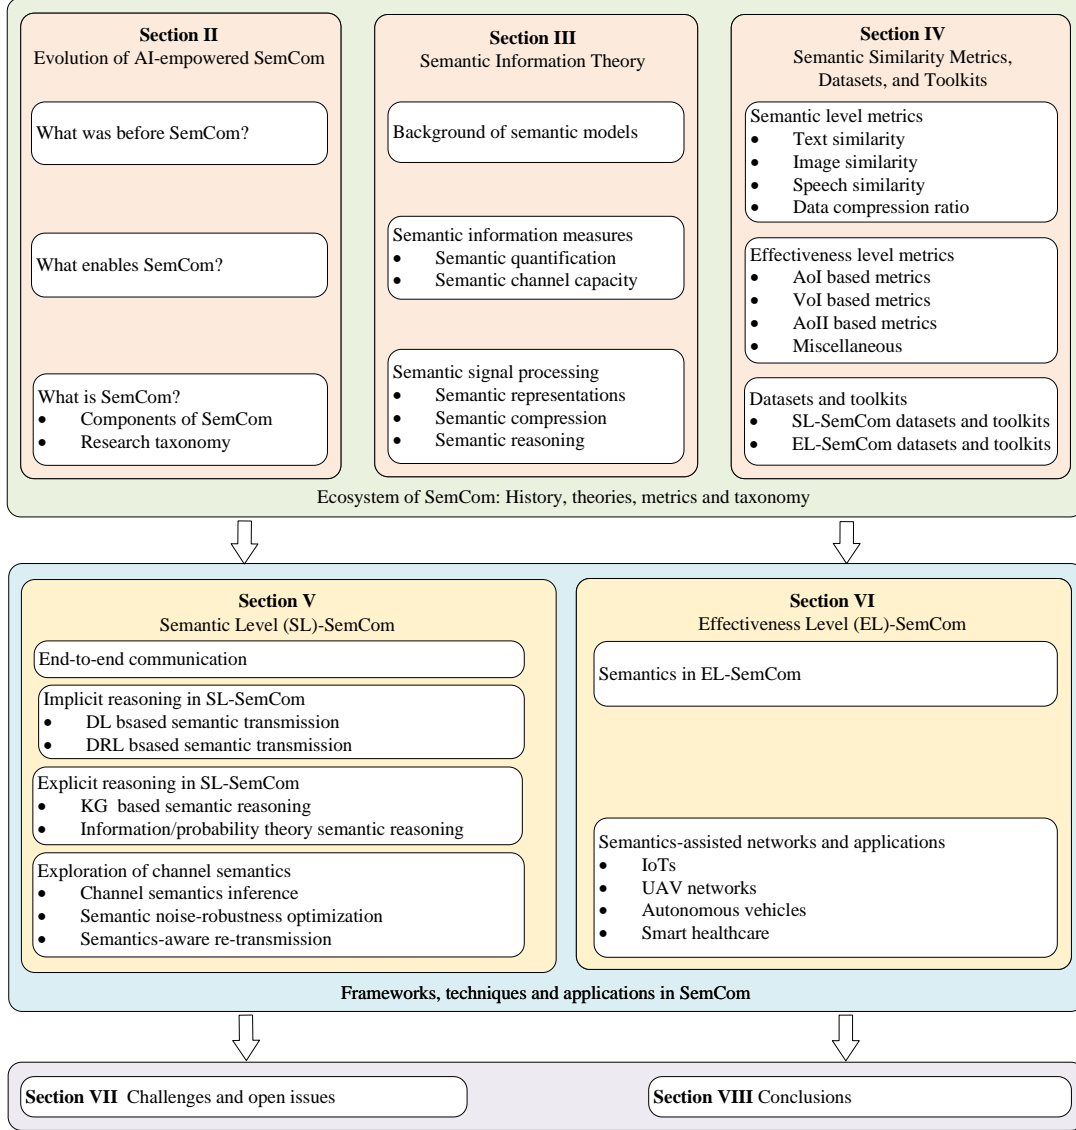 Section II
Evolution of AI-empowered SemCom
What was before SemCom?
What enables SemCom?
What is SemCom?
• Components of SemCom
• Research taxonomy
Section III
Semantic Information Theory
Background of semantic models
Semantic information measures
• Semantic quantification
• Semantic channel capacity
Semantic signal processing
• Semantic representations
• Semantic compression
• Semantic reasoning
Section IV
Semantic Similarity Metrics,
Datasets, and Toolkits
Semantic level metrics
• Text similarity
• Image similarity
• Speech similarity
• Data compression ratio
Effectiveness level metrics
• AoI based metrics
• VoI based metrics
• AoII based metrics
• Miscellaneous
Datasets and toolkits
• SL-SemCom datasets and toolkits
• EL-SemCom datasets and toolkits
Ecosystem of SemCom: History, theories, metrics and taxonomy
Section V
Semantic Level (SL)-SemCom
End-to-end communication
Implicit reasoning in SL-SemCom
• DL bsased semantic transmission
• DRL bsased semantic transmission
Explicit reasoning in SL-SemCom
• KG based semantic reasoning
• Information/probability theory semantic reasoning
Exploration of channel semantics
• Channel semantics inference
• Semantic noise-robustness optimization
• Semantics-aware re-transmission
Section VI
Effectiveness Level (EL)-SemCom
Semantics in EL-SemCom
Semantics-assisted networks and applications
• IoTs
• UAV networks
• Autonomous vehicles
• Smart healthcare
Frameworks, techniques and applications in SemCom
Section VII Challenges and open issues
Section VIII Conclusions